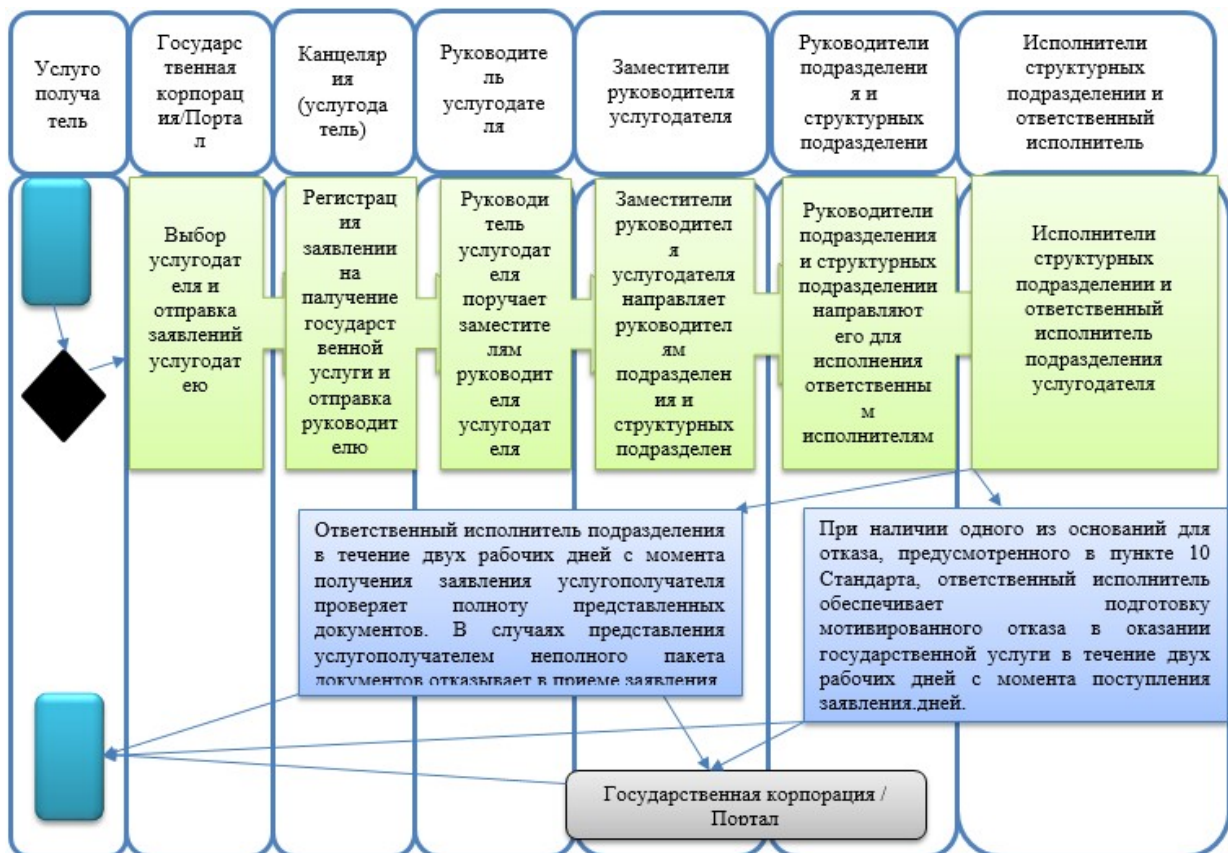 Услуго
получа
тель
Государс
твенная
корпорац
ия/Порта
л
Канцеляр
ия
(услугода
тель)
Руководите
ль
услугодате
ля
Заместители
руководителя
услугодателя
Руководители
подразделени
я и
структурных
подразделени
Исполнители
структурных
подразделении и
ответственный
исполнитель
Выбор
услугодат
еля и
отправка
заявлений
услугодат
ею
Регистрац
ия
заявлении
на
палучение
государст
венной
услуги и
отправка
руководит
елю
Руководи
тель
услугодат
еля
поручает
заместите
лям
руководит
еля
услугодат
еля
Заместители
руководител
я
услугодателя
направляет
руководител
ям
подразделен
ия и
структурных
подразделен
Руководители
подразделения
и структурных
подразделении
направляют
его для
исполнения
ответственны
м
исполнителям
Исполнители
структурных
подразделении и
ответственный
исполнитель
подразделения
услугодателя
Ответственный исполнитель подразделения
в течение двух рабочих дней с момента
получения заявления услугополучателя
проверяет полноту представленных
документов. В случаях представления
услугополучателем неполного пакета
документов отказывает в приеме заявления
При наличии одного из оснований для
отказа, предусмотренного в пункте 10
Стандарта, ответственный исполнитель
обеспечивает подготовку
мотивированного отказа в оказании
государственной услуги в течение двух
рабочих дней с момента поступления
заявления.дней.
Государственная корпорация /
Портал